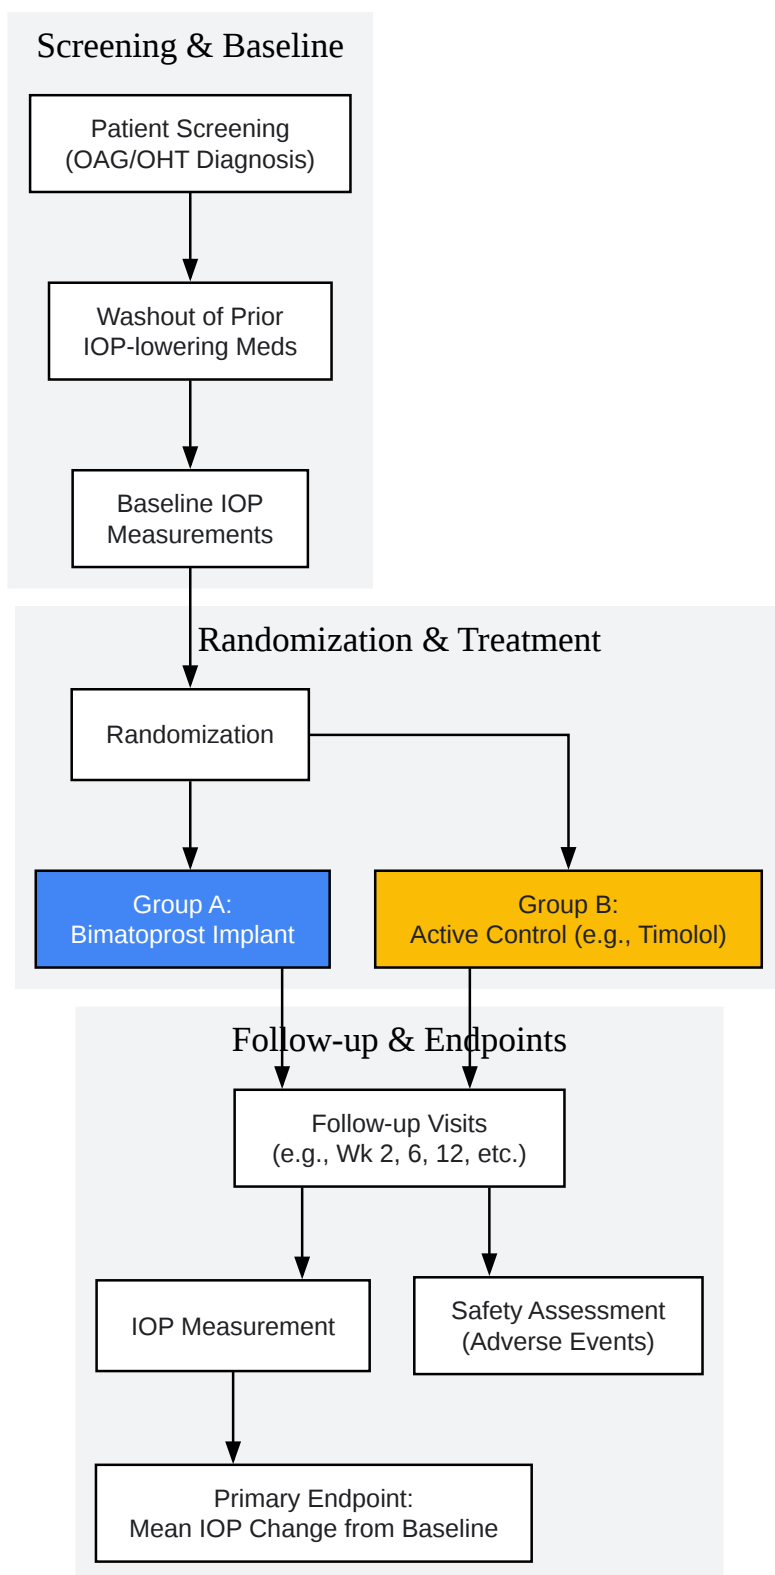 Screening & Baseline
Patient Screening
(OAG/OHT Diagnosis)
Washout of Prior
IOP-lowering Meds
Baseline IOP
Measurements
Randomization & Treatment
Randomization
Group A:
Bimatoprost Implant
Group B:
Active Control (e.g., Timolol)
Follow-up & Endpoints
Follow-up Visits
(e.g., Wk 2, 6, 12, etc.)
IOP Measurement
Safety Assessment
(Adverse Events)
Primary Endpoint:
Mean IOP Change from Baseline